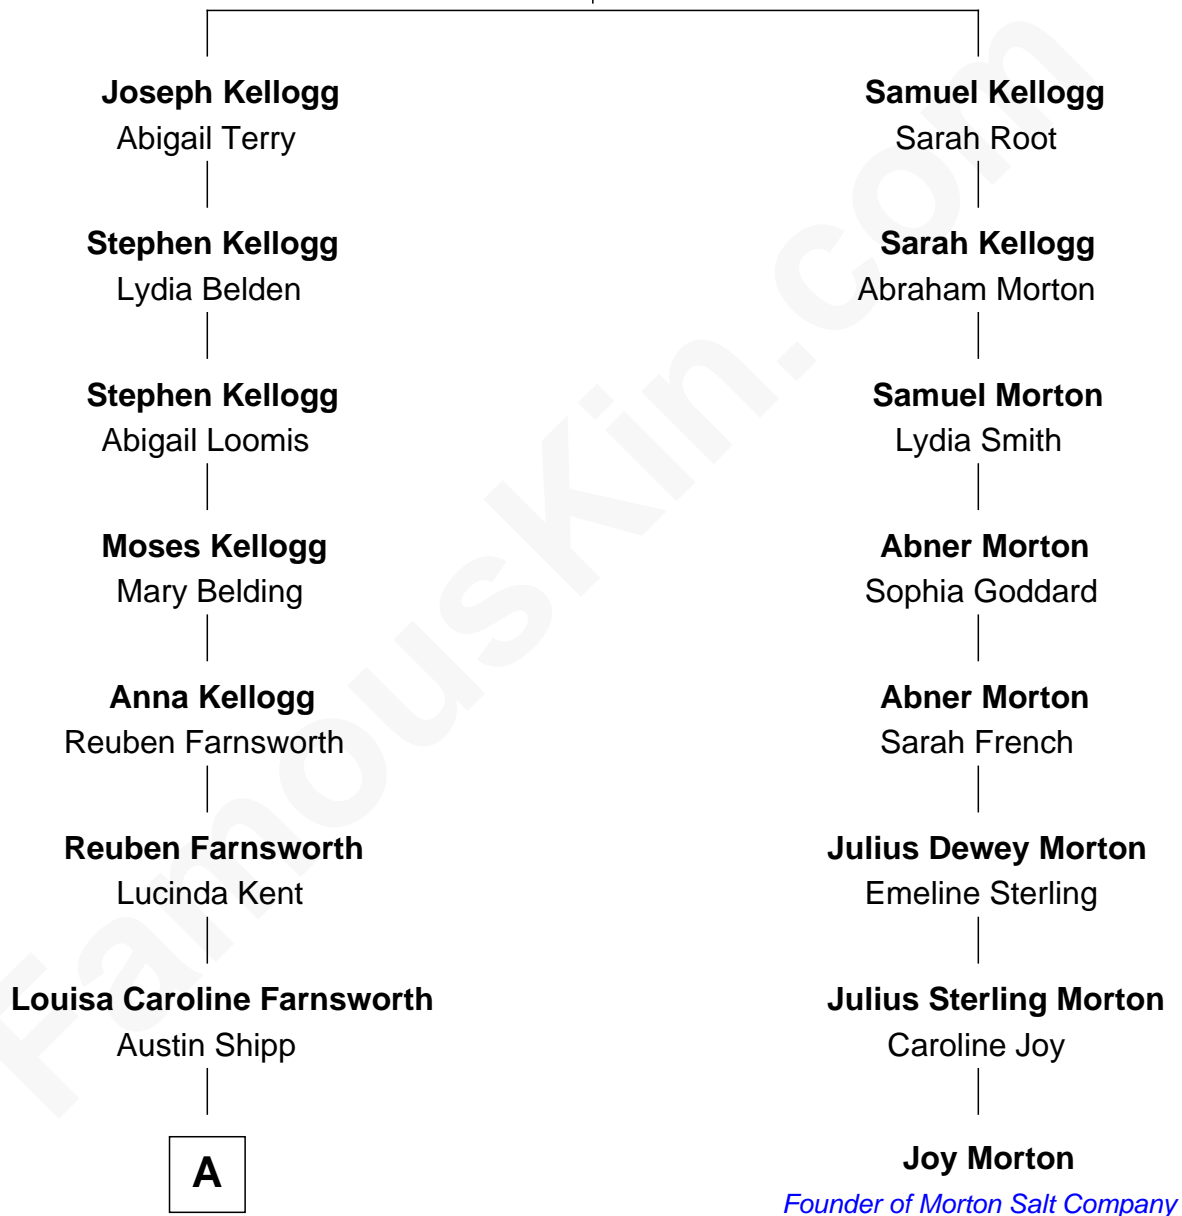 Joseph Kellogg
Abigail Terry
Stephen Kellogg
Lydia Belden
Stephen Kellogg
Abigail Loomis
Moses Kellogg
Mary Belding
Anna Kellogg
Reuben Farnsworth
Reuben Farnsworth
Lucinda Kent
Louisa Caroline Farnsworth
Austin Shipp
A
Samuel Kellogg
Sarah Root
Sarah Kellogg
Abraham Morton
Samuel Morton
Lydia Smith
Abner Morton
Sophia Goddard
Abner Morton
Sarah French
Julius Dewey Morton
Emeline Sterling
Julius Sterling Morton
Caroline Joy
Joy Morton
Founder of Morton Salt Company
FamousKin.com